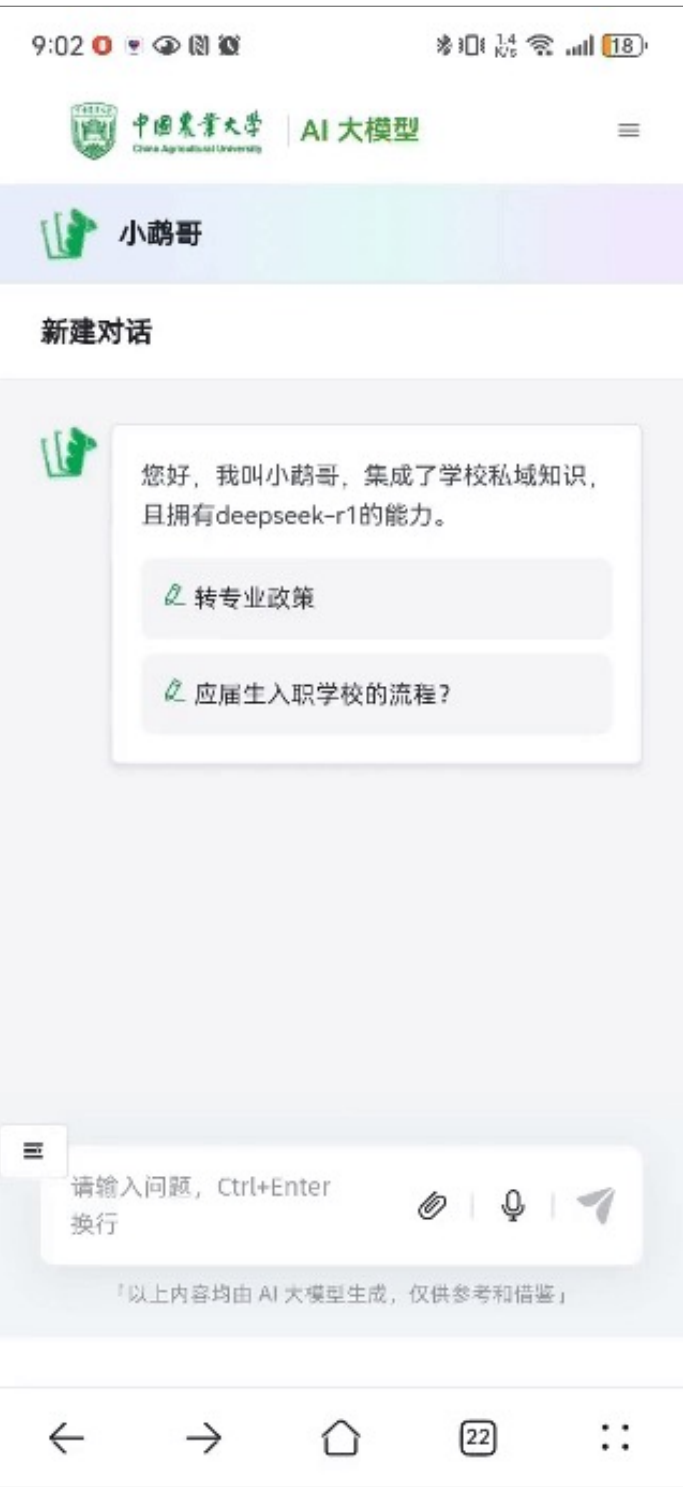 9:02
1.4
K/s
18
中国农业大学
China Agricultural University
AI 大模型
小鹉哥
新建对话
您好，我叫小鹉哥，集成了学校私域知识，
且拥有deepseek-r1的能力。
转专业政策
应届生入职学校的流程？
请输入问题，Ctrl+Enter
换行
「以上内容均由 AI 大模型生成，仅供参考和借鉴」
22